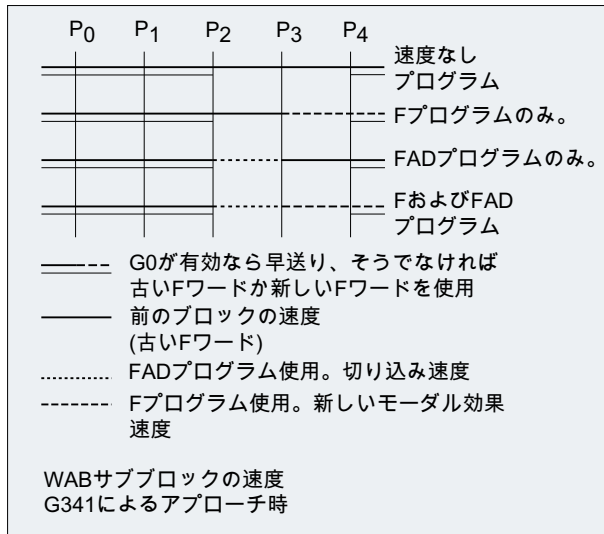 P0 P1 P2 P3 P4
速度なし
プログラム
Fプログラムのみ。
FADプログラムのみ。
FおよびFAD
プログラム
G0が有効なら早送り、そうでなければ
古いFワードか新しいFワードを使用
前のブロックの速度
(古いFワード)
FADプログラム使用。切り込み速度
Fプログラム使用。新しいモーダル効果
速度
WABサブブロックの速度
G341によるアプローチ時